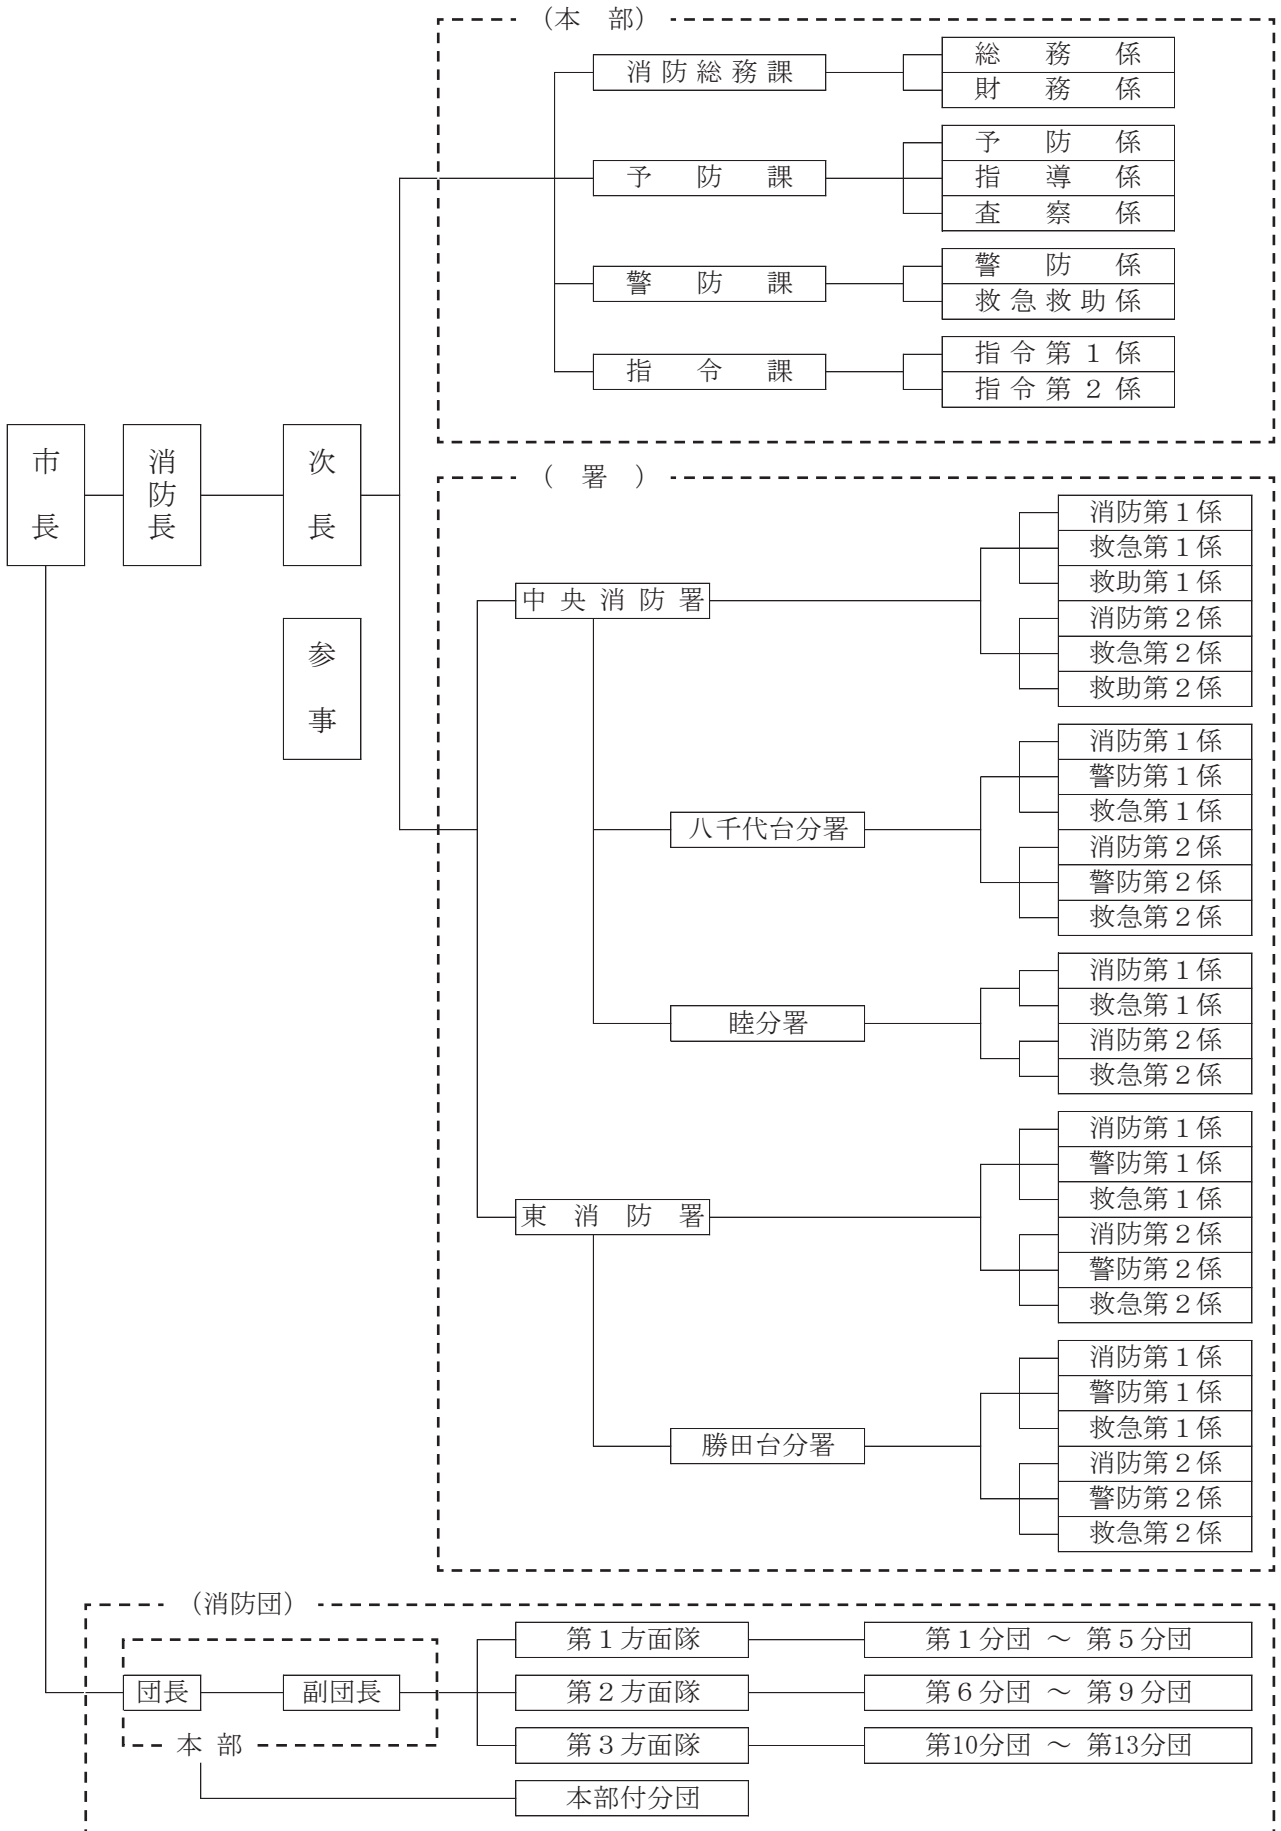 （本　部）
消防総務課
総務係
財務係
予防課
予防係
指導係
査察係
警防課
警防係
救急救助係
指令課
指令第１係
指令第２係
市長
消防長
次長
参事
（　署　）
中央消防署
消防第１係
救急第１係
救助第１係
消防第２係
救急第２係
救助第２係
八千代台分署
消防第１係
警防第１係
救急第１係
消防第２係
警防第２係
救急第２係
睦分署
消防第１係
救急第１係
消防第２係
救急第２係
東消防署
消防第１係
警防第１係
救急第１係
消防第２係
警防第２係
救急第２係
勝田台分署
消防第１係
警防第１係
救急第１係
消防第２係
警防第２係
救急第２係
（消防団）
団長
副団長
本部
第１方面隊
第１分団 ～ 第５分団
第２方面隊
第６分団 ～ 第９分団
第３方面隊
第10分団 ～ 第13分団
本部付分団